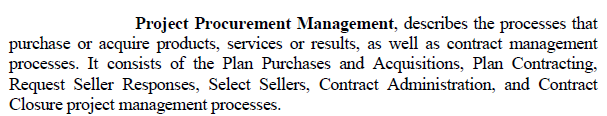 Project Procurement Management, describes the processes that
purchase or acquire products, services or results, as well as contract management
processes. It consists of the Plan Purchases and Acquisitions, Plan Contracting,
Request Seller Responses, Select Sellers, Contract Administration, and Contract
Closure project management processes.